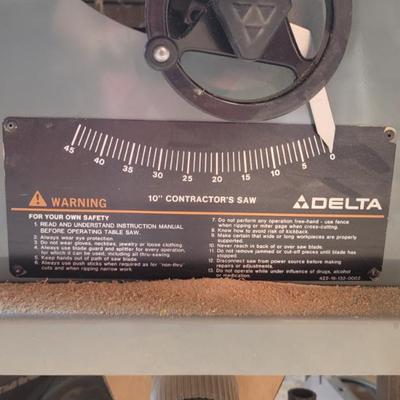 45 40 35 30 25 20 15 10 5 0
WARNING
10" CONTRACTOR'S SAW
DELTA
FOR YOUR OWN SAFETY
1. READ AND UNDERSTAND INSTRUCTION MANUAL
BEFORE OPERATING TABLE SAW.
2. Always wear eye protection.
3. Do not wear gloves, neckties, jewelry or loose clothing.
4. Always use blade guard and splitter for every operation,
for which it can be used, including all thru-sawing.
5. Keep hands out of path of saw blade.
6. Always use push sticks when required as for "non-thru"
cuts and when ripping narrow work.
7. Do not perform any operation free-hand - use fence
when ripping or miter gage when cross-cutting.
8. Know how to avoid risk of kickback.
9. Make certain that wide or long workpieces are properly
supported.
10. Never reach in back of or over saw blade.
11. Do not remove jammed or cut-off pieces until blade has
stopped.
12. Disconnect saw from power source before making
repairs or adjustments.
13. Do not operate while under influence of drugs, alcohol
or medication.
422-19-132-0002